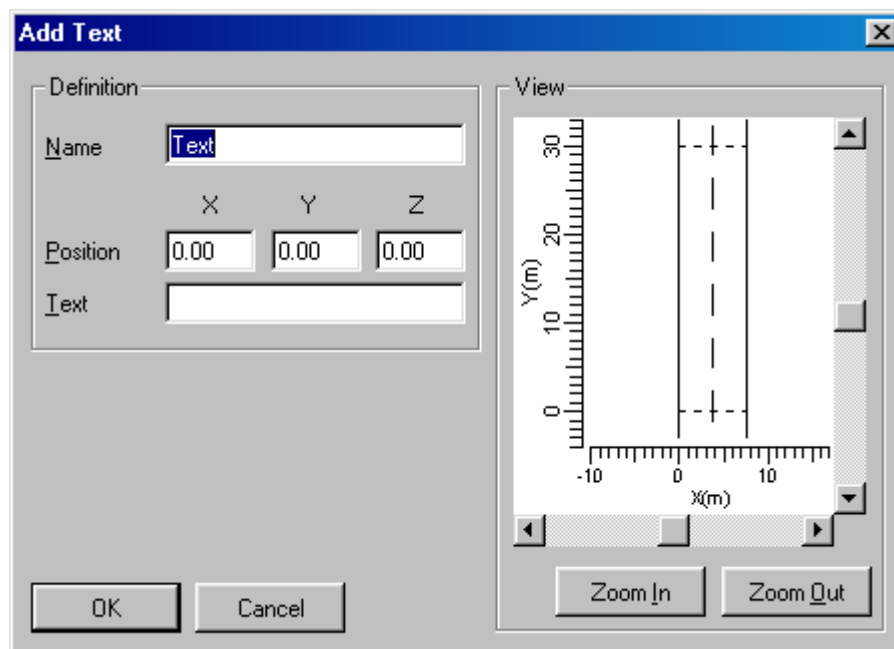 Add Text
Definition
Name Text
X Y Z
Position 0.00 0.00 0.00
Text
OK Cancel
View
30
20
Y(m)
10
0
-10 0 10
X(m)
Zoom In Zoom Out